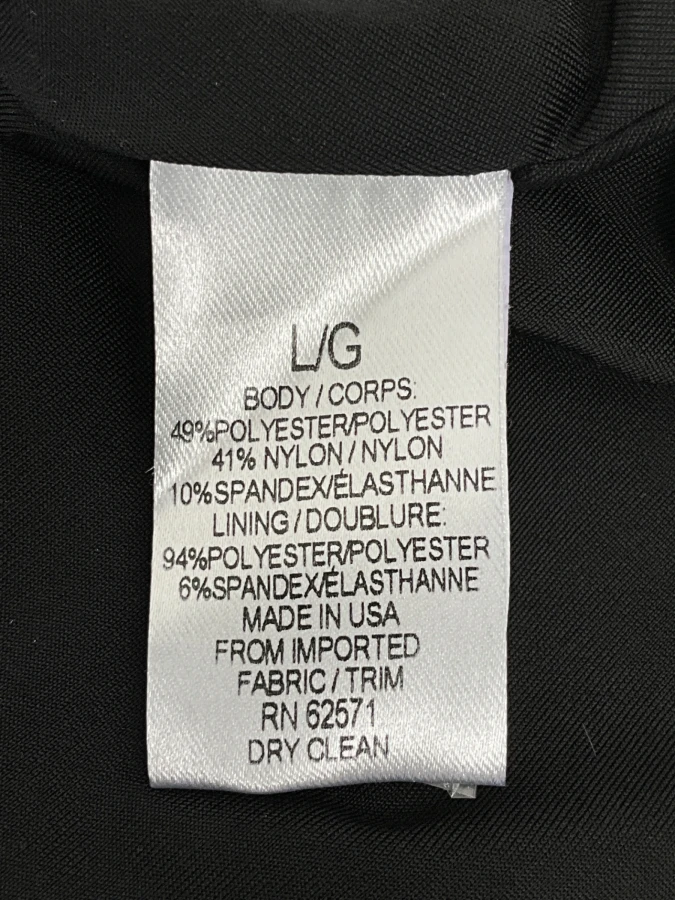 L/G
BODY / CORPS:
49%POLYESTER/POLYESTER
41% NYLON / NYLON
10%SPANDEX/ÉLASTHANNE
LINING / DOUBLURE:
94%POLYESTER/POLYESTER
6%SPANDEX/ÉLASTHANNE
MADE IN USA
FROM IMPORTED
FABRIC / TRIM
RN 62571
DRY CLEAN